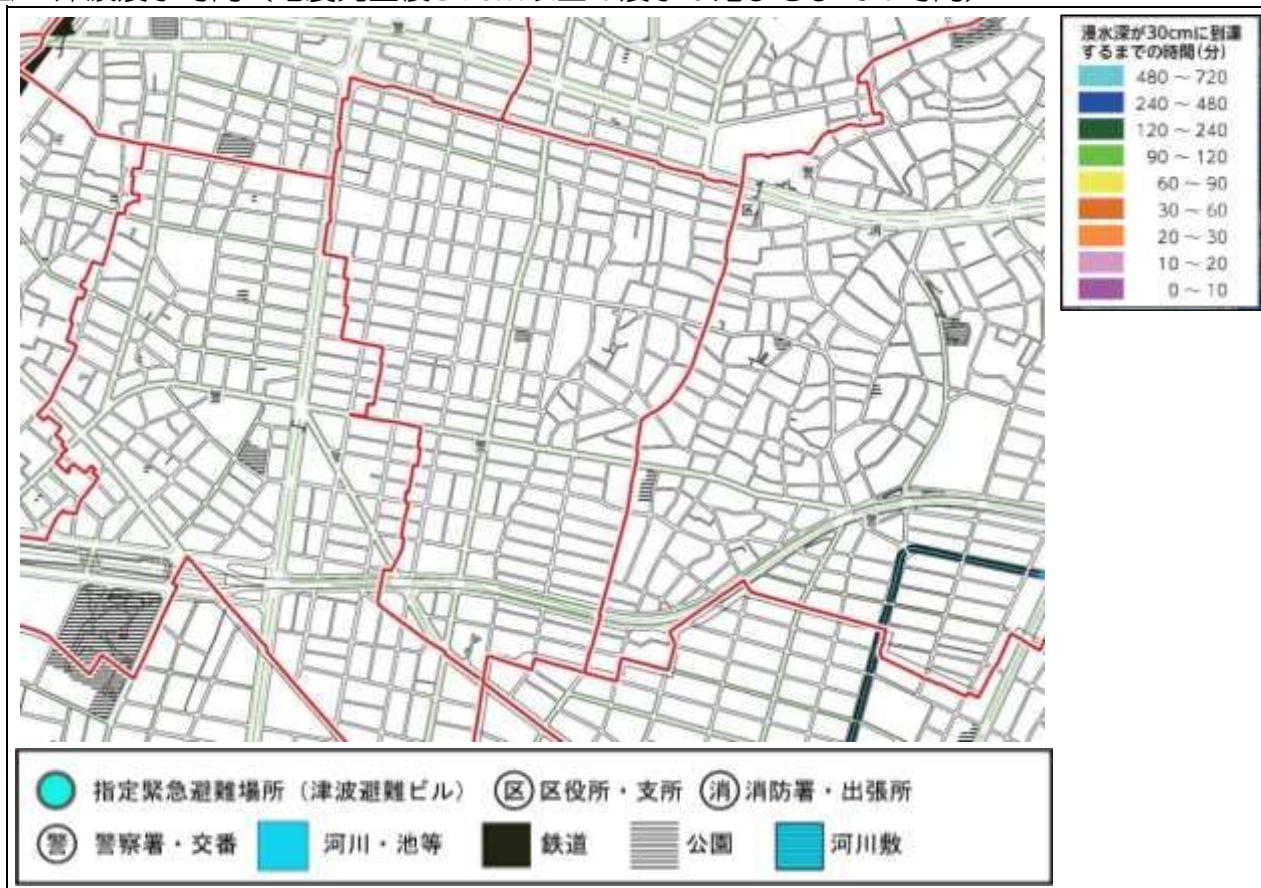 浸水深が30cmに到達
するまでの時間(分)
480～720
240～480
120～240
90～120
60～90
30～60
20～30
10～20
0～10
区
消
指定緊急避難場所（津波避難ビル）
区 区役所・支所
消 消防署・出張所
警 警察署・交番
河川・池等
鉄道
公園
河川敷